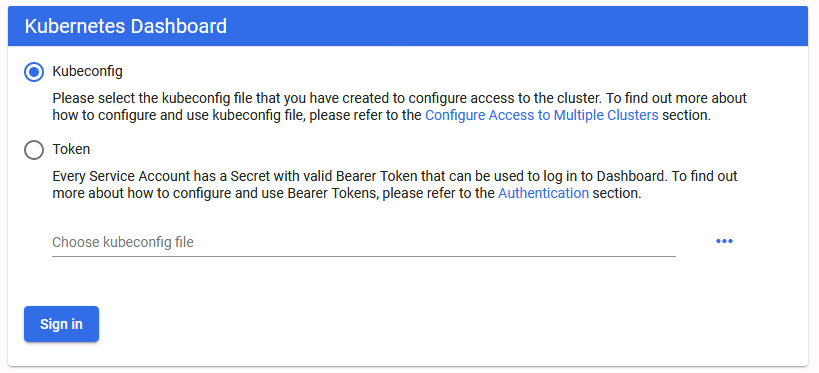 Kubernetes Dashboard
Kubeconfig
Please select the kubeconfig file that you have created to configure access to the cluster. To find out more about
how to configure and use kubeconfig file, please refer to the Configure Access to Multiple Clusters section.
Token
Every Service Account has a Secret with valid Bearer Token that can be used to log in to Dashboard. To find out
more about how to configure and use Bearer Tokens, please refer to the Authentication section.
Choose kubeconfig file
Sign in